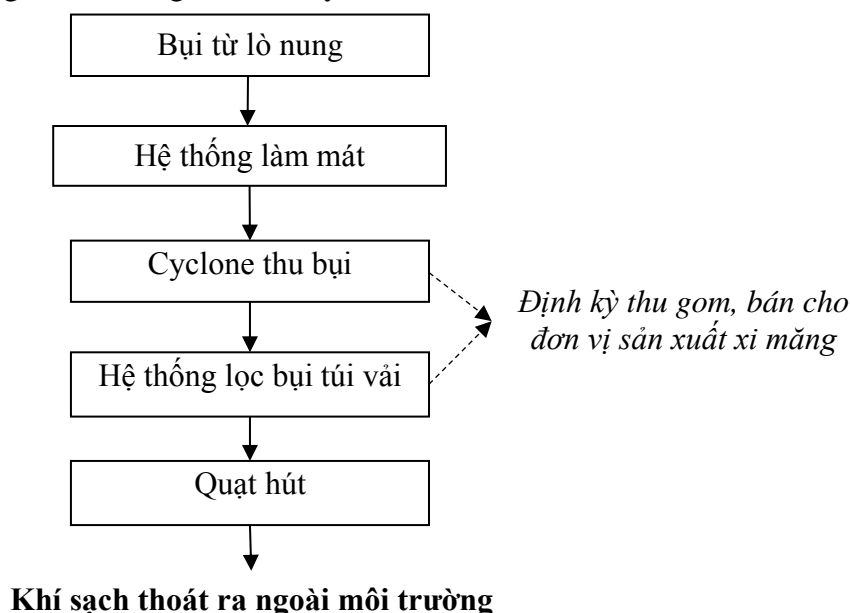 Bụi từ lò nung
Hệ thống làm mát
Cyclone thu bụi
Định kỳ thu gom, bán cho
đơn vị sản xuất xi măng
Hệ thống lọc bụi túi vải
Quạt hút
Khí sạch thoát ra ngoài môi trường